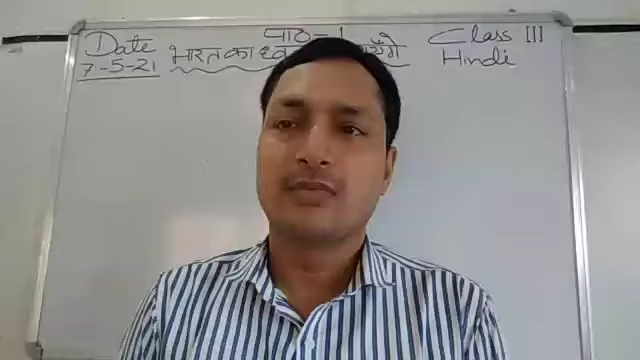 पाठ - 1
Date
7-5-21
भारत का
Class III
Hindi